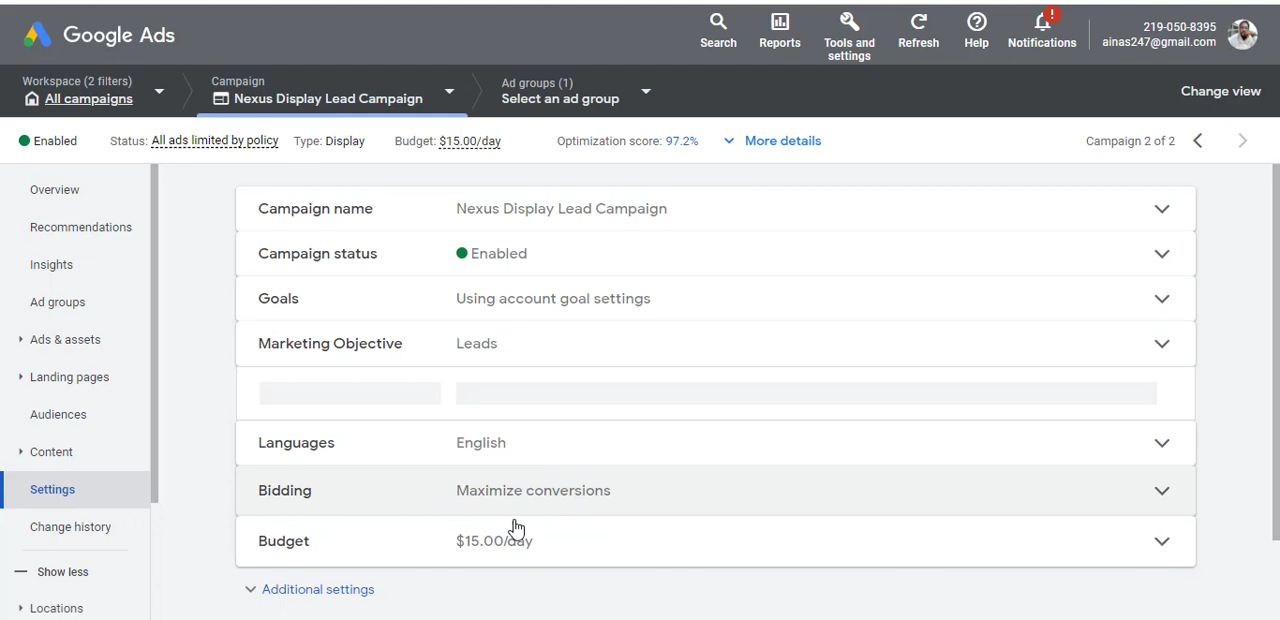 Google Ads
Search
Reports
Tools and
settings
Refresh
Help
!
Notifications
219-050-8395
ainas247@gmail.com
Workspace (2 filters)
All campaigns
Campaign
Nexus Display Lead Campaign
Ad groups (1)
Select an ad group
Change view
Enabled
Status: All ads limited by policy
Type: Display
Budget: $15.00/day
Optimization score: 97.2%
More details
Campaign 2 of 2
Overview
Recommendations
Insights
Ad groups
Ads & assets
Landing pages
Audiences
Content
Settings
Change history
Show less
Locations
Campaign name Nexus Display Lead Campaign
Campaign status Enabled
Goals Using account goal settings
Marketing Objective Leads
Languages English
Bidding Maximize conversions
Budget $15.00/day
Additional settings